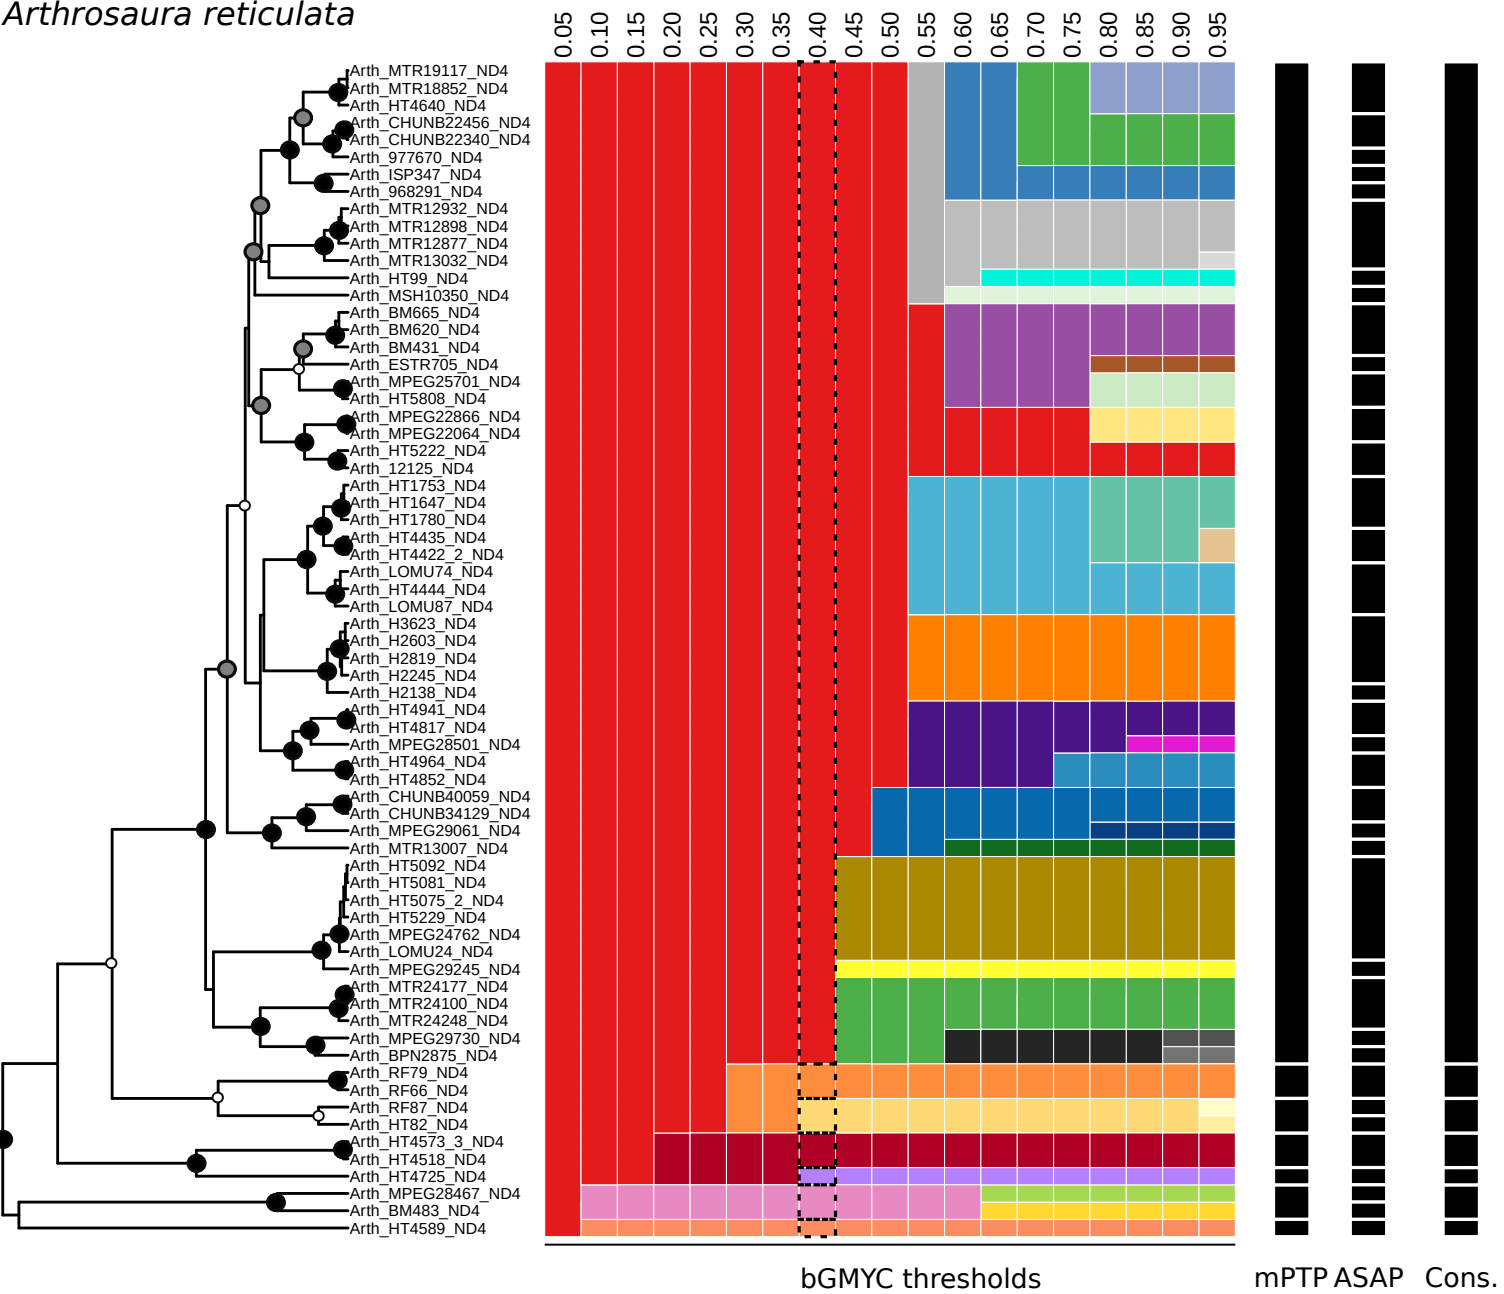 Arthrosaura reticulata
0.05 0.10 0.15 0.20 0.25 0.30 0.35 0.40 0.45 0.50 0.55 0.60 0.65 0.70 0.75 0.80 0.85 0.90 0.95
Arth_MTR19117_ND4
Arth_MTR18852_ND4
Arth_HT4640_ND4
Arth_CHUNB22456_ND4
Arth_CHUNB22340_ND4
Arth_977670_ND4
Arth_ISP347_ND4
Arth_968291_ND4
Arth_MTR12932_ND4
Arth_MTR12898_ND4
Arth_MTR12877_ND4
Arth_MTR13032_ND4
Arth_HT99_ND4
Arth_MSH10350_ND4
Arth_BM665_ND4
Arth_BM620_ND4
Arth_BM431_ND4
Arth_ESTR705_ND4
Arth_MPEG25701_ND4
Arth_HT5808_ND4
Arth_MPEG22866_ND4
Arth_MPEG22064_ND4
Arth_HT5222_ND4
Arth_12125_ND4
Arth_HT1753_ND4
Arth_HT1647_ND4
Arth_HT1780_ND4
Arth_HT4435_ND4
Arth_HT4422_2_ND4
Arth_LOMU74_ND4
Arth_HT4444_ND4
Arth_LOMU87_ND4
Arth_H3623_ND4
Arth_H2603_ND4
Arth_H2819_ND4
Arth_H2245_ND4
Arth_H2138_ND4
Arth_HT4941_ND4
Arth_HT4817_ND4
Arth_MPEG28501_ND4
Arth_HT4964_ND4
Arth_HT4852_ND4
Arth_CHUNB40059_ND4
Arth_CHUNB34129_ND4
Arth_MPEG29061_ND4
Arth_MTR13007_ND4
Arth_HT5092_ND4
Arth_HT5081_ND4
Arth_HT5075_2_ND4
Arth_HT5229_ND4
Arth_MPEG24762_ND4
Arth_LOMU24_ND4
Arth_MPEG29245_ND4
Arth_MTR24177_ND4
Arth_MTR24100_ND4
Arth_MTR24248_ND4
Arth_MPEG29730_ND4
Arth_BPN2875_ND4
Arth_RF79_ND4
Arth_RF66_ND4
Arth_RF87_ND4
Arth_HT82_ND4
Arth_HT4573_3_ND4
Arth_HT4518_ND4
Arth_HT4725_ND4
Arth_MPEG28467_ND4
Arth_BM483_ND4
Arth_HT4589_ND4
bGMYC thresholds mPTP ASAP Cons.